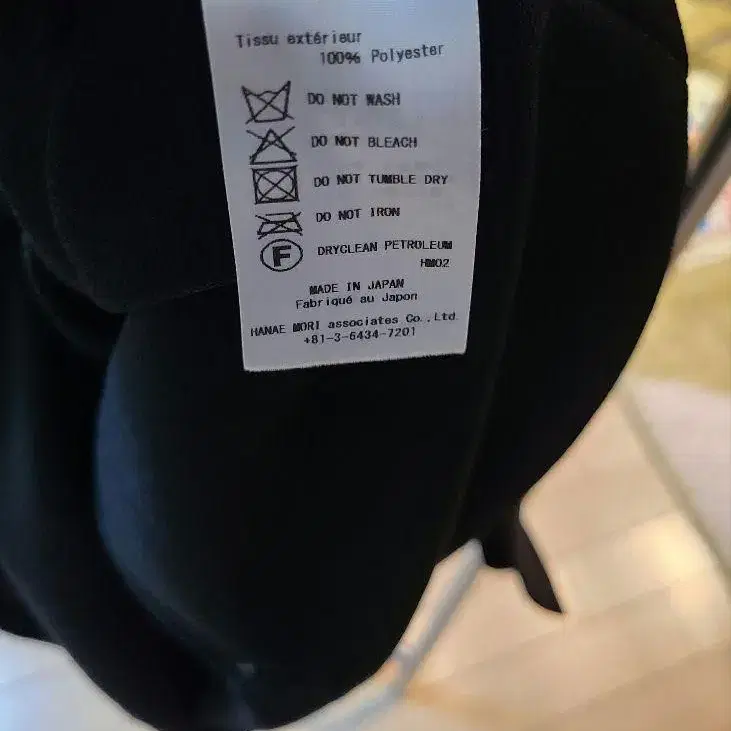 Tissu extérieur
100% Polyester
DO NOT WASH
DO NOT BLEACH
DO NOT TUMBLE DRY
DO NOT IRON
F DRYCLEAN PETROLEUM
HM02
MADE IN JAPAN
Fabriqué au Japon
HANAE MORI associates Co.,Ltd.
+81-3-6434-7201